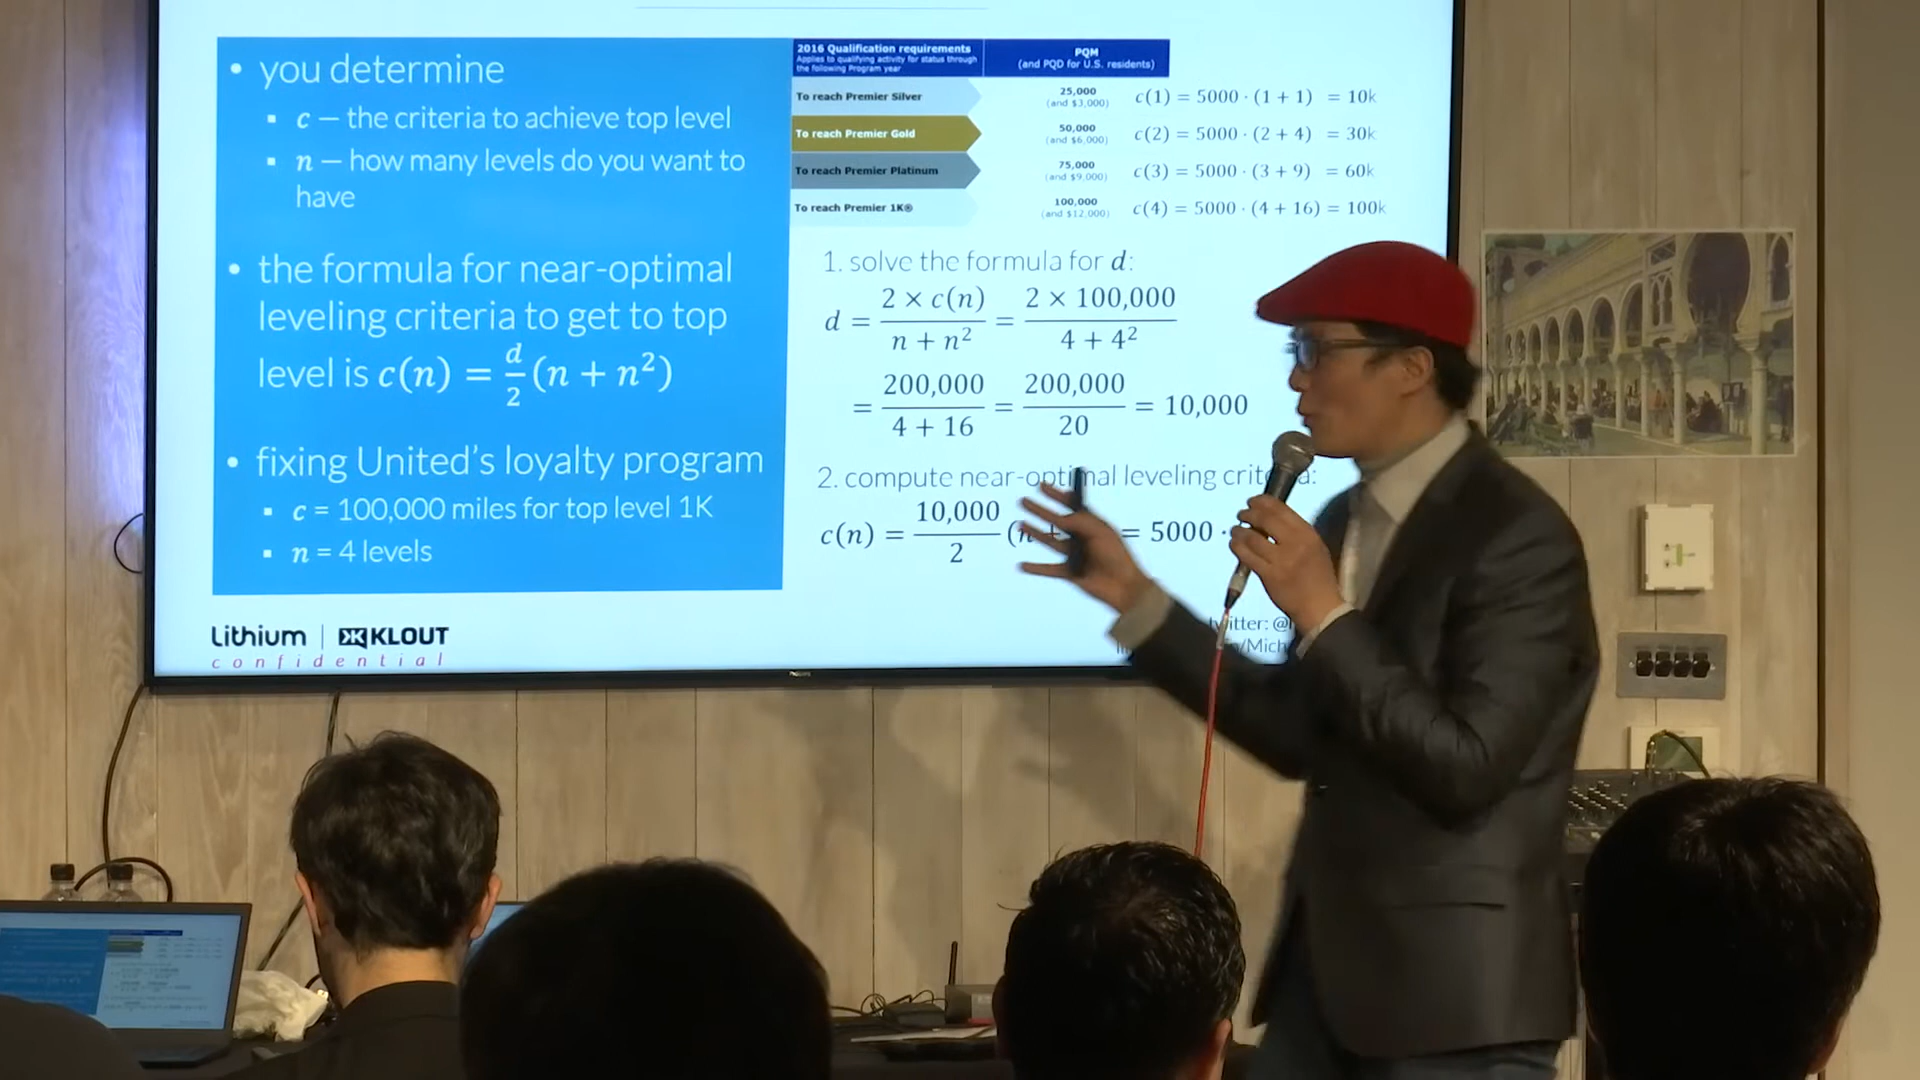 • you determine
▪ c — the criteria to achieve top level
▪ n — how many levels do you want to
have
• the formula for near-optimal
leveling criteria to get to top
level is c(n) = d/2 (n + n²)
• fixing United's loyalty program
▪ c = 100,000 miles for top level 1K
▪ n = 4 levels
2016 Qualification requirements
Applies to qualifying activity for status through
the following Program year
PQM
(and PQD for U.S. residents)
To reach Premier Silver
25,000
(and $3,000)
c(1) = 5000 · (1 + 1) = 10k
To reach Premier Gold
50,000
(and $6,000)
c(2) = 5000 · (2 + 4) = 30k
To reach Premier Platinum
75,000
(and $9,000)
c(3) = 5000 · (3 + 9) = 60k
To reach Premier 1K®
100,000
(and $12,000)
c(4) = 5000 · (4 + 16) = 100k
1. solve the formula for d:
d = 2 × c(n) / n + n² = 2 × 100,000 / 4 + 4²
= 200,000 / 4 + 16 = 200,000 / 20 = 10,000
2. compute near-optimal leveling
c(n) = 10,000 / 2 (n + = 5000 ·
Lithium | KLOUT
confidential
twitter: @
/Mich
PHILIPS